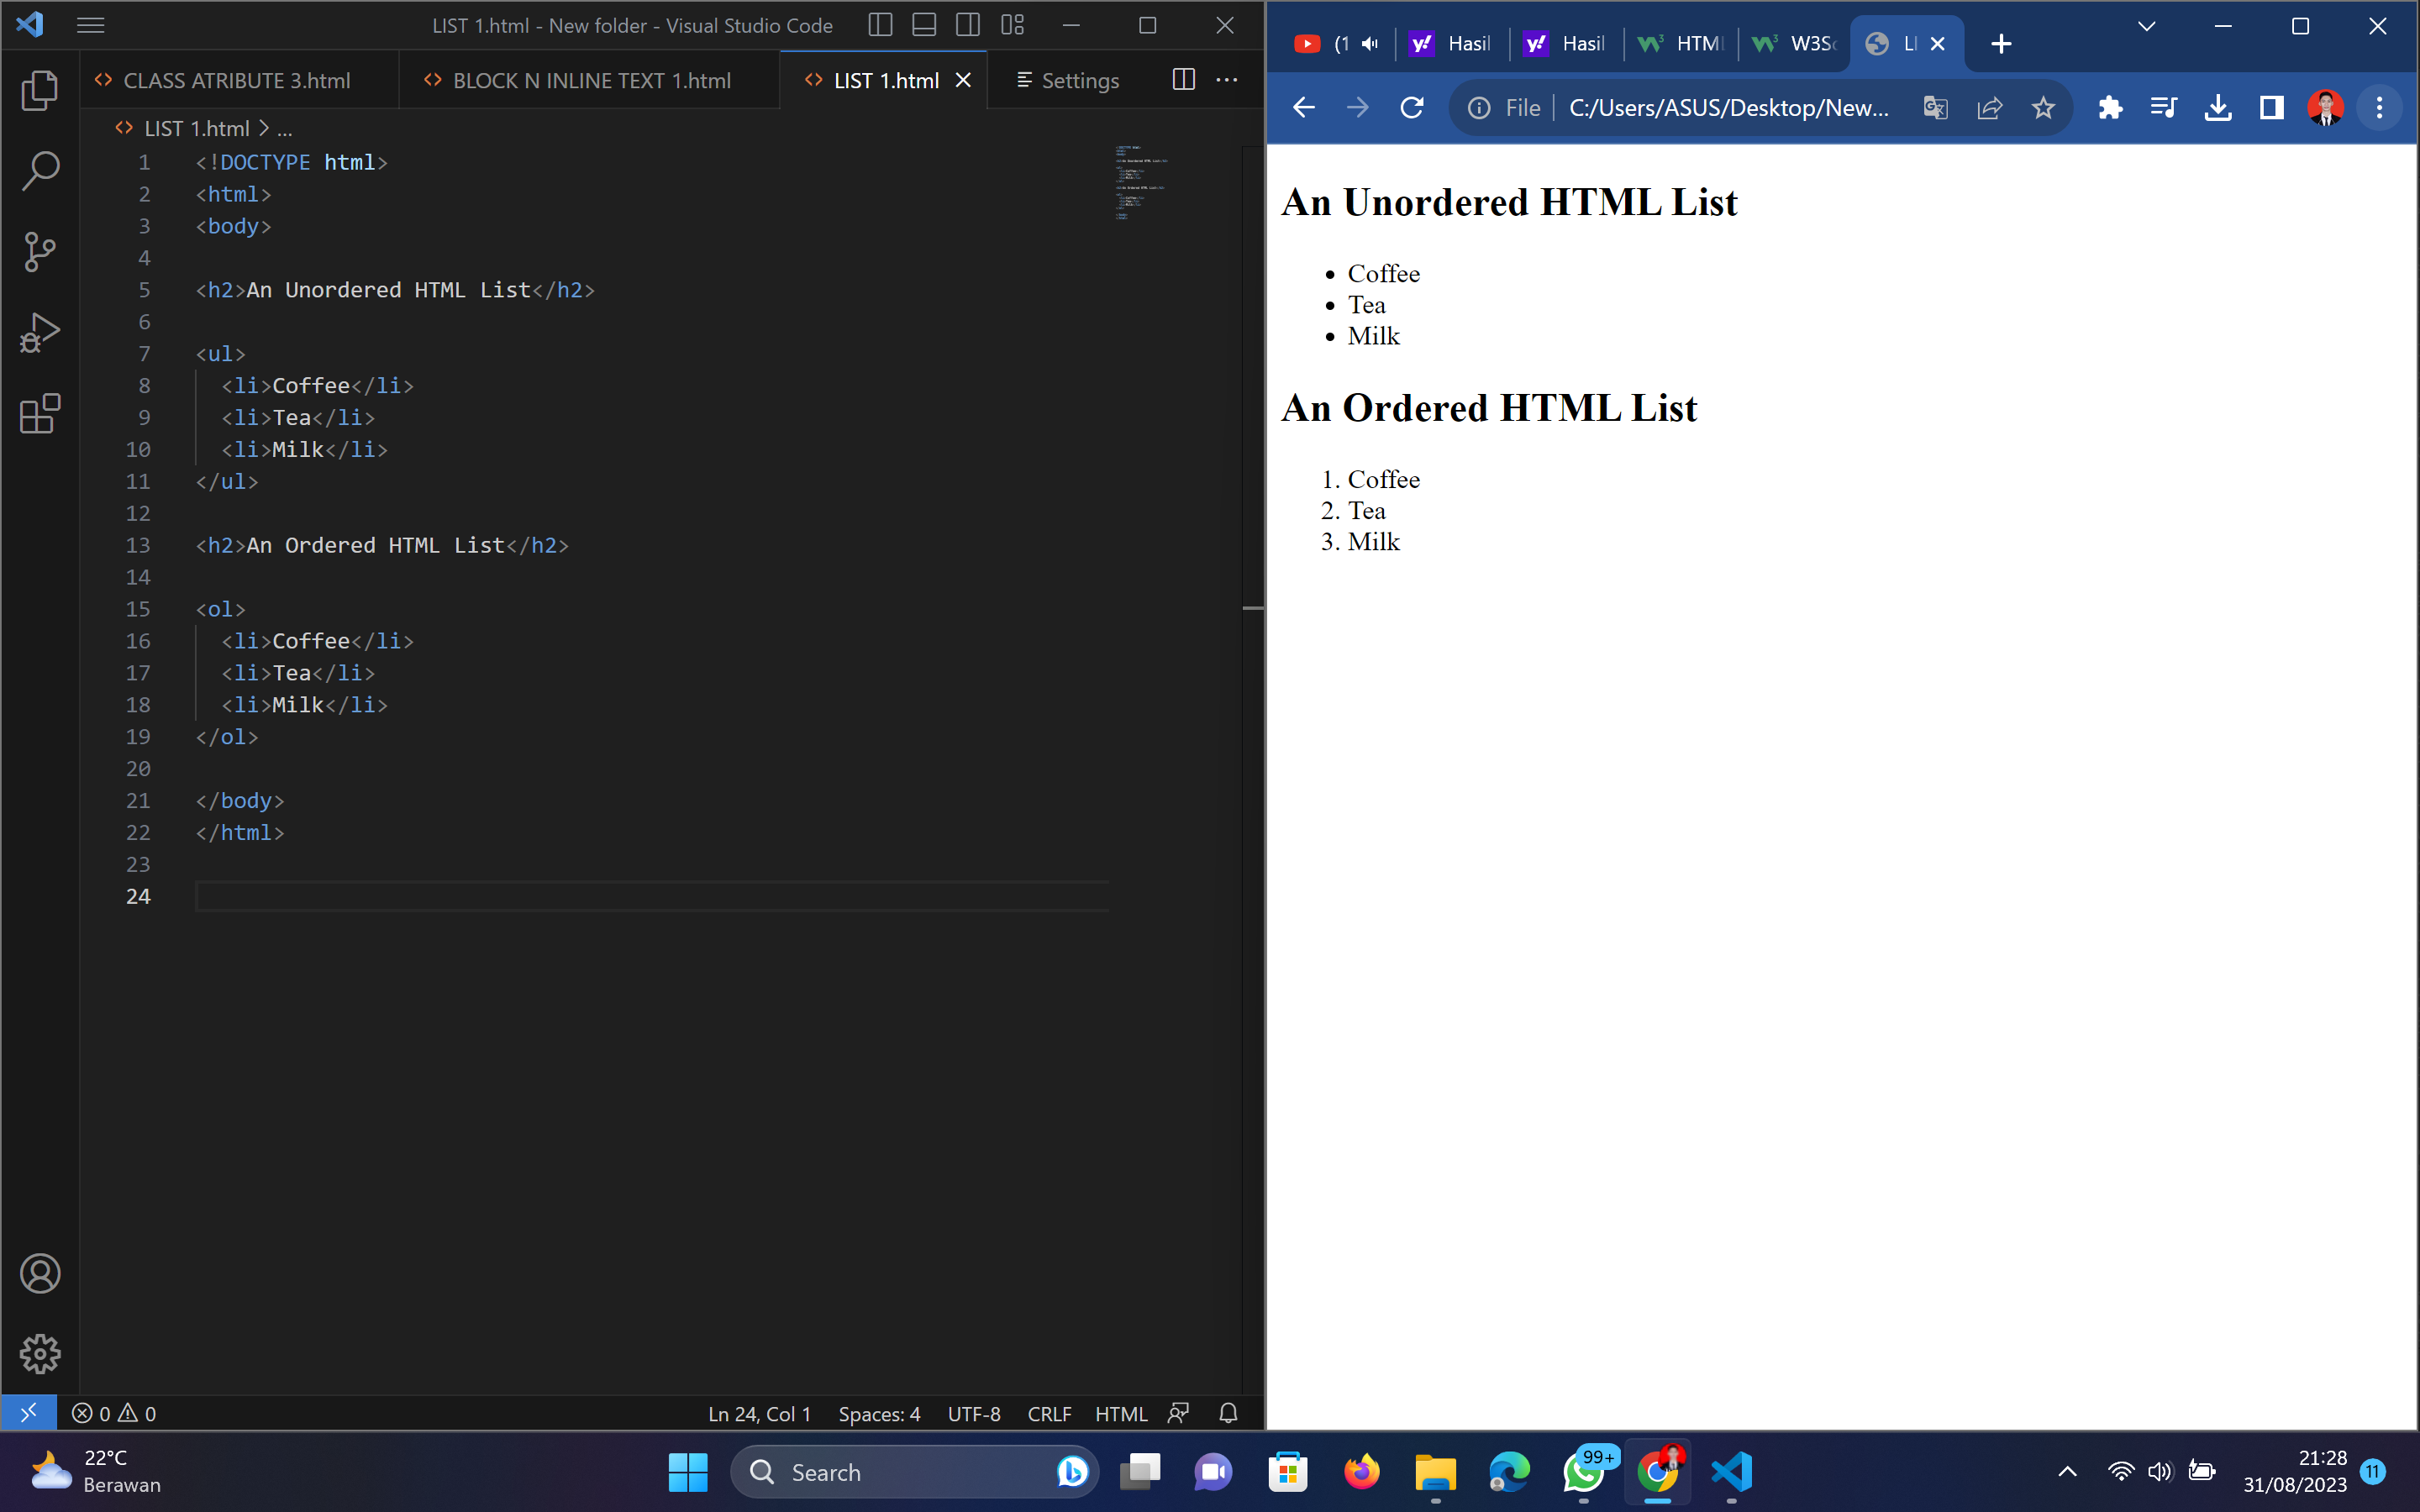 LIST 1.html - New folder - Visual Studio Code
CLASS ATRIBUTE 3.html
BLOCK N INLINE TEXT 1.html
LIST 1.html
Settings
LIST 1.html > ...
1 <!DOCTYPE html>
2 <html>
3 <body>
4
5 <h2>An Unordered HTML List</h2>
6
7 <ul>
8 <li>Coffee</li>
9 <li>Tea</li>
10 <li>Milk</li>
11 </ul>
12
13 <h2>An Ordered HTML List</h2>
14
15 <ol>
16 <li>Coffee</li>
17 <li>Tea</li>
18 <li>Milk</li>
19 </ol>
20
21 </body>
22 </html>
23
24
0 0
Ln 24, Col 1 Spaces: 4 UTF-8 CRLF HTML
(1 Hasil Hasil HTML W3Sc LI
File C:/Users/ASUS/Desktop/New...
An Unordered HTML List
• Coffee
• Tea
• Milk
An Ordered HTML List
1. Coffee
2. Tea
3. Milk
22°C
Berawan
Search
99+
21:28
31/08/2023
11